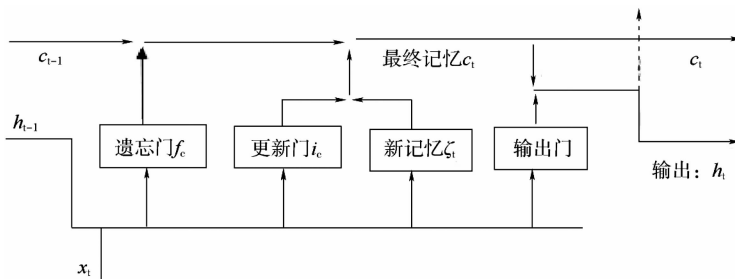 c_{t-1}
最终记忆c_t
c_t
h_{t-1}
遗忘门f_c
更新门i_c
新记忆ζ_t
输出门
输出：h_t
x_t